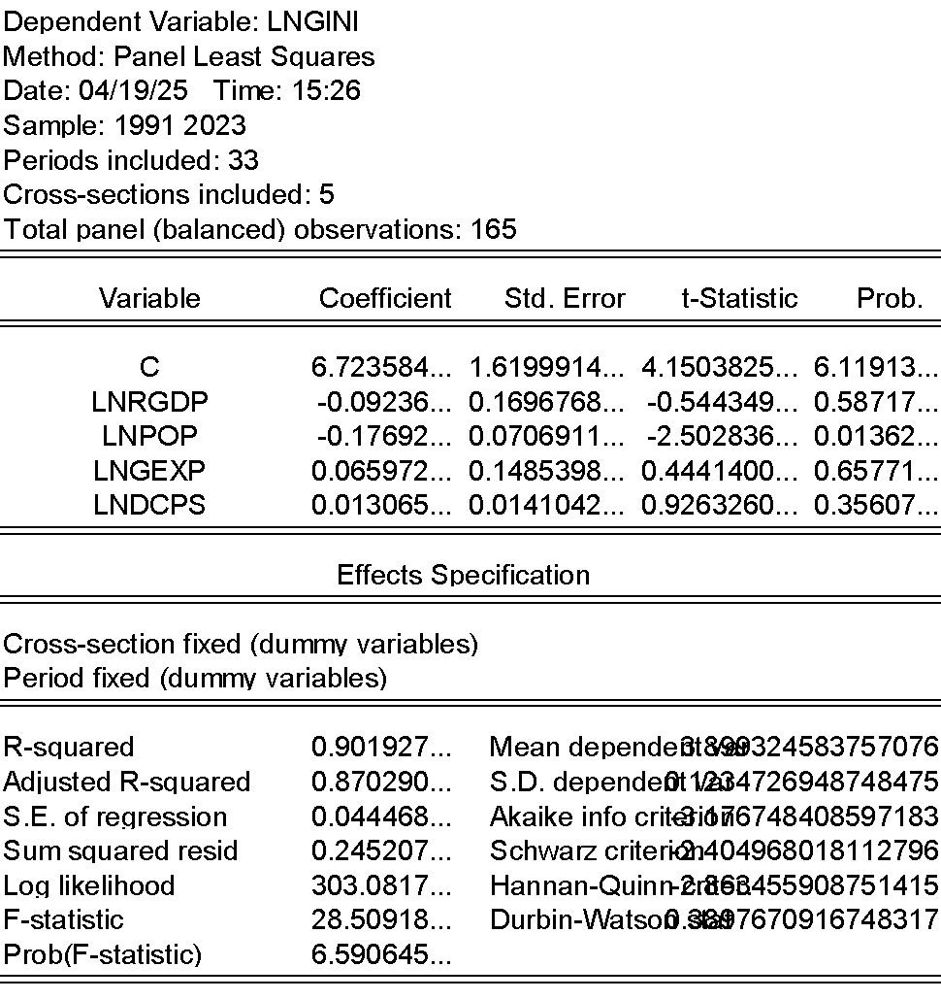 Dependent Variable: LNGINI
Method: Panel Least Squares
Date: 04/19/25 Time: 15:26
Sample: 1991 2023
Periods included: 33
Cross-sections included: 5
Total panel (balanced) observations: 165
Variable Coefficient Std. Error t-Statistic Prob.
C 6.723584... 1.6199914... 4.1503825... 6.11913...
LNRGDP -0.09236... 0.1696768... -0.544349... 0.58717...
LNPOP -0.17692... 0.0706911... -2.502836... 0.01362...
LNGEXP 0.065972... 0.1485398... 0.4441400... 0.65771...
LNDCPS 0.013065... 0.0141042... 0.9263260... 0.35607...
Effects Specification
Cross-section fixed (dummy variables)
Period fixed (dummy variables)
R-squared 0.901927... Mean dependent var 3.899324583757076
Adjusted R-squared 0.870290... S.D. dependent var 0.1234726948748475
S.E. of regression 0.044468... Akaike info criterion -3.176748408597183
Sum squared resid 0.245207... Schwarz criterion -2.404968018112796
Log likelihood 303.0817... Hannan-Quinn criter. -2.863455908751415
F-statistic 28.50918... Durbin-Watson stat 0.3897670916748317
Prob(F-statistic) 6.590645...